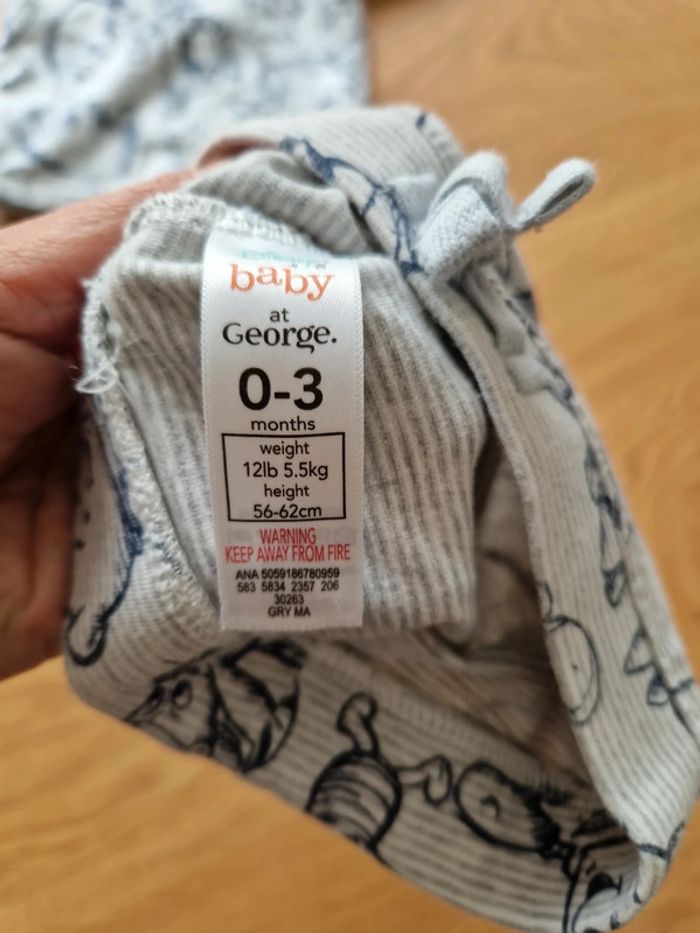 Disney
baby
at
George.
0-3
months
weight
12lb 5.5kg
height
56-62cm
WARNING
KEEP AWAY FROM FIRE
ANA 5059186780959
583 5834 2357 206
30263
GRY MA